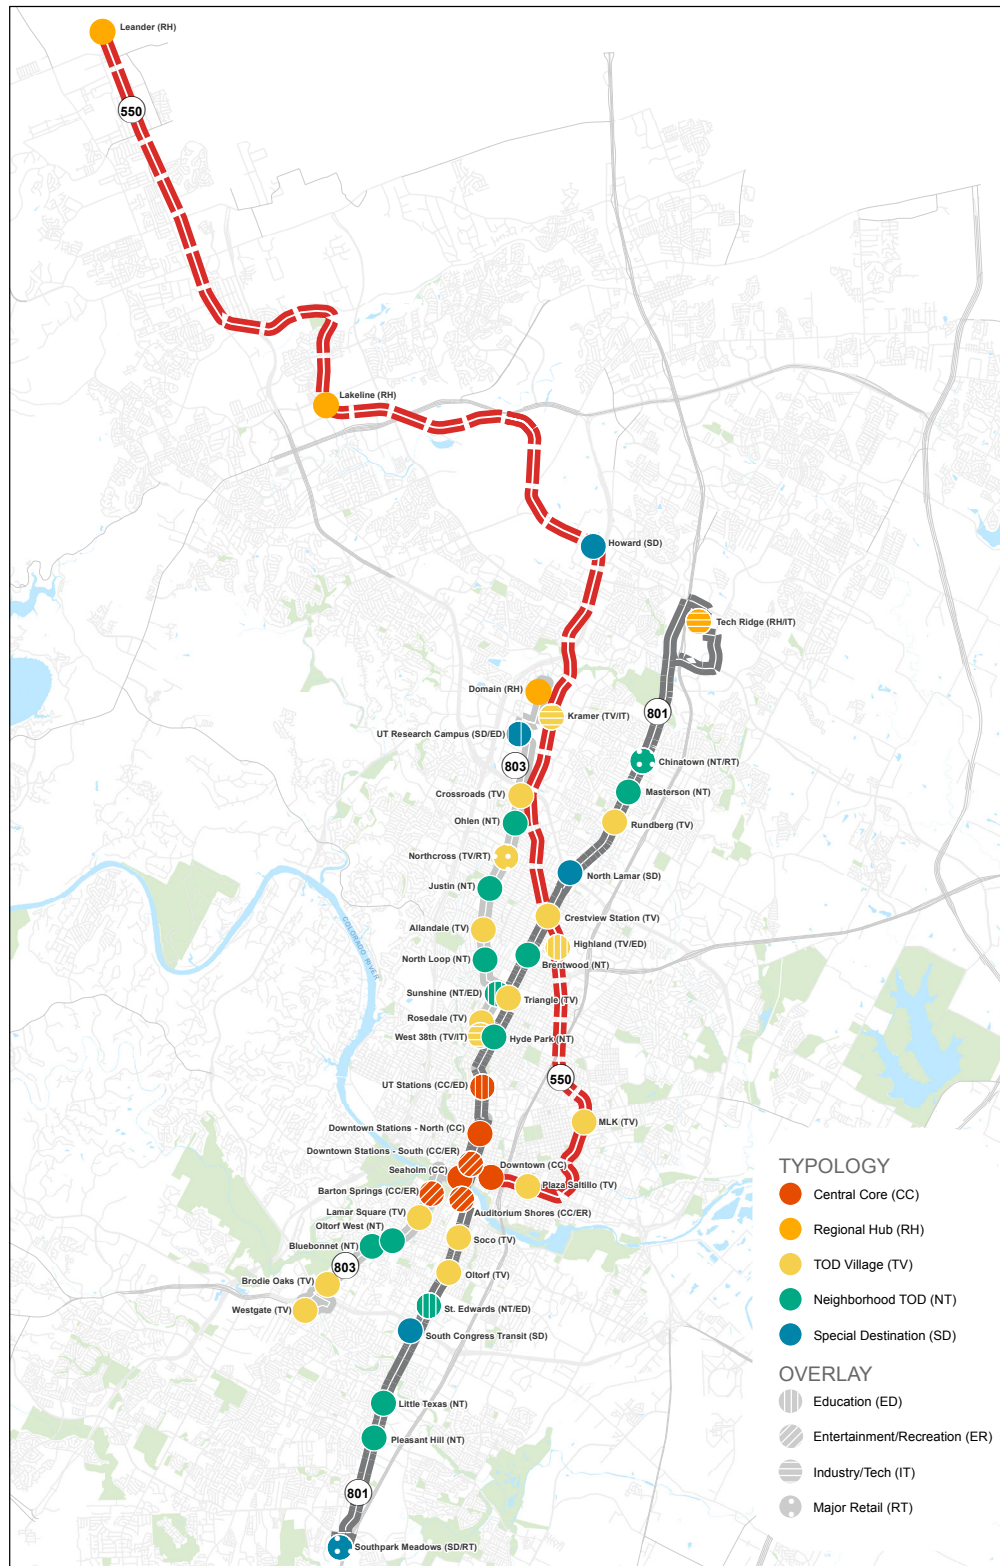 Leander (RH)
550
Lakeline (RH)
Howard (SD)
Tech Ridge (RH/IT)
Domain (RH)
Kramer (TV/IT)
801
UT Research Campus (SD/ED)
803
Chinatown (NT/RT)
Crossroads (TV)
Masterson (NT)
Ohlen (NT)
Rundberg (TV)
Northcross (TV/RT)
North Lamar (SD)
Justin (NT)
Crestview Station (TV)
COLORADO RIVER
Allandale (TV)
Highland (TV/ED)
North Loop (NT)
Brentwood (NT)
Sunshine (NT/ED)
Triangle (TV)
Rosedale (TV)
West 38th (TV/IT)
Hyde Park (NT)
550
UT Stations (CC/ED)
MLK (TV)
Downtown Stations - North (CC)
Downtown Stations - South (CC/ER)
Downtown (CC)
Seaholm (CC)
Plaza Saltillo (TV)
Barton Springs (CC/ER)
Auditorium Shores (CC/ER)
Lamar Square (TV)
Oltorf West (NT)
Soco (TV)
Bluebonnet (NT)
803
Oltorf (TV)
Brodie Oaks (TV)
Westgate (TV)
St. Edwards (NT/ED)
South Congress Transit (SD)
Little Texas (NT)
Pleasant Hill (NT)
801
Southpark Meadows (SD/RT)
TYPOLOGY
Central Core (CC)
Regional Hub (RH)
TOD Village (TV)
Neighborhood TOD (NT)
Special Destination (SD)
OVERLAY
Education (ED)
Entertainment/Recreation (ER)
Industry/Tech (IT)
Major Retail (RT)